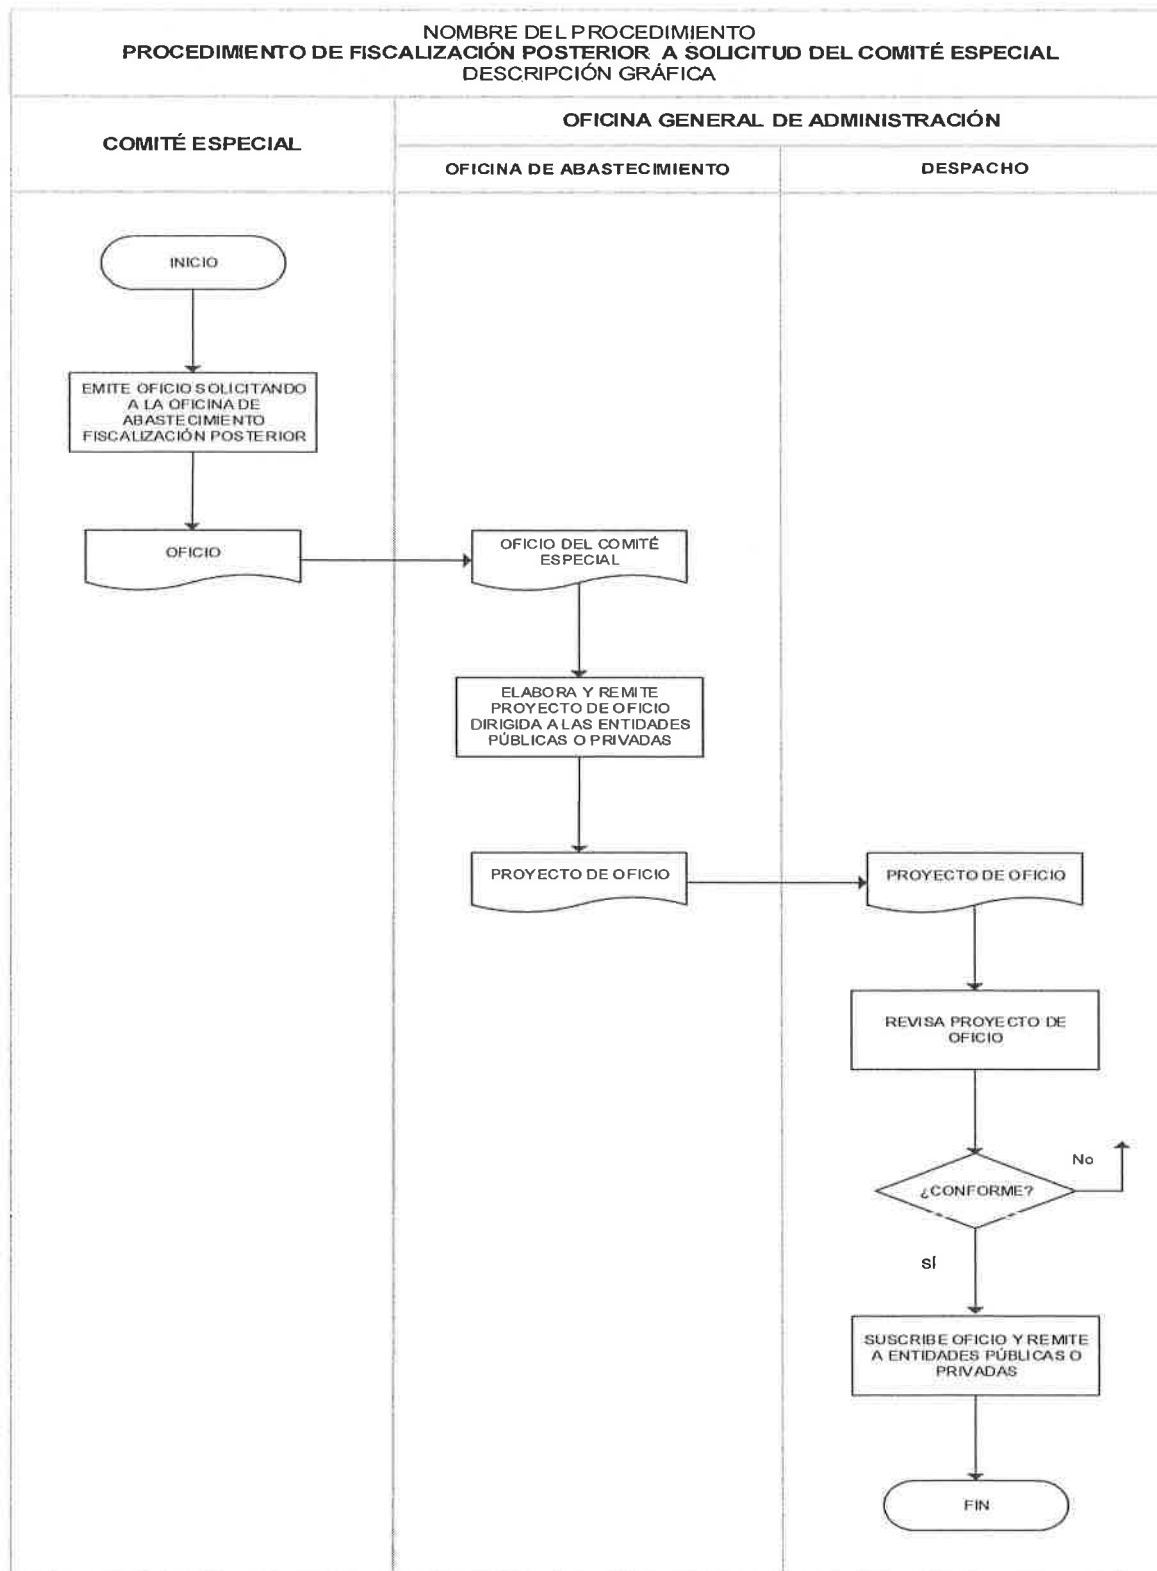 NOMBRE DEL PROCEDIMIENTO
PROCEDIMIENTO DE FISCALIZACIÓN POSTERIOR A SOLICITUD DEL COMITÉ ESPECIAL
DESCRIPCIÓN GRÁFICA
COMITÉ ESPECIAL
OFICINA GENERAL DE ADMINISTRACIÓN
OFICINA DE ABASTECIMIENTO
DESPACHO
INICIO
EMITE OFICIO SOLICITANDO
A LA OFICINA DE
ABASTECIMIENTO
FISCALIZACIÓN POSTERIOR
OFICIO
OFICIO DEL COMITÉ
ESPECIAL
ELABORA Y REMITE
PROYECTO DE OFICIO
DIRIGIDA A LAS ENTIDADES
PÚBLICAS O PRIVADAS
PROYECTO DE OFICIO
PROYECTO DE OFICIO
REVISA PROYECTO DE
OFICIO
¿CONFORME?
No
SÍ
SUSCRIBE OFICIO Y REMITE
A ENTIDADES PÚBLICAS O
PRIVADAS
FIN